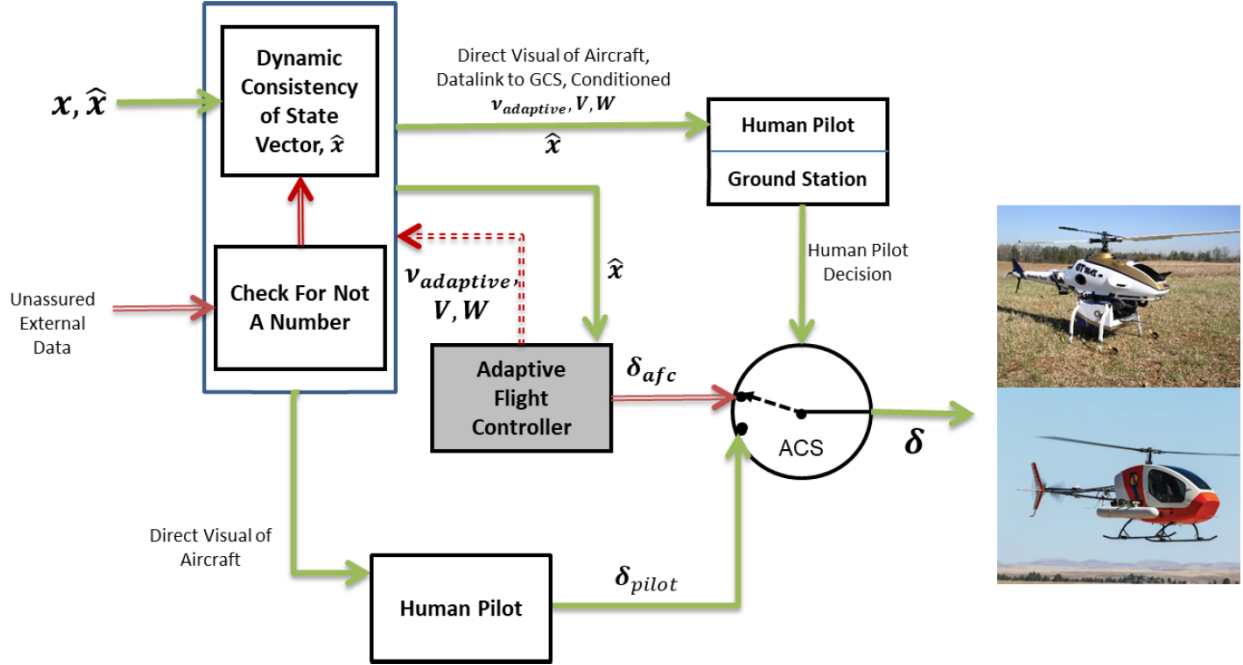 Dynamic
Consistency
of State
Vector, x̂
x, x̂
Direct Visual of Aircraft,
Datalink to GCS, Conditioned
ν_adaptive, V, W
x̂
Human Pilot
Ground Station
Human Pilot
Decision
Unassured
External
Data
Check For Not
A Number
ν_adaptive,
V, W
x̂
Adaptive
Flight
Controller
δ_afc
ACS
δ
Direct Visual of
Aircraft
Human Pilot
δ_pilot